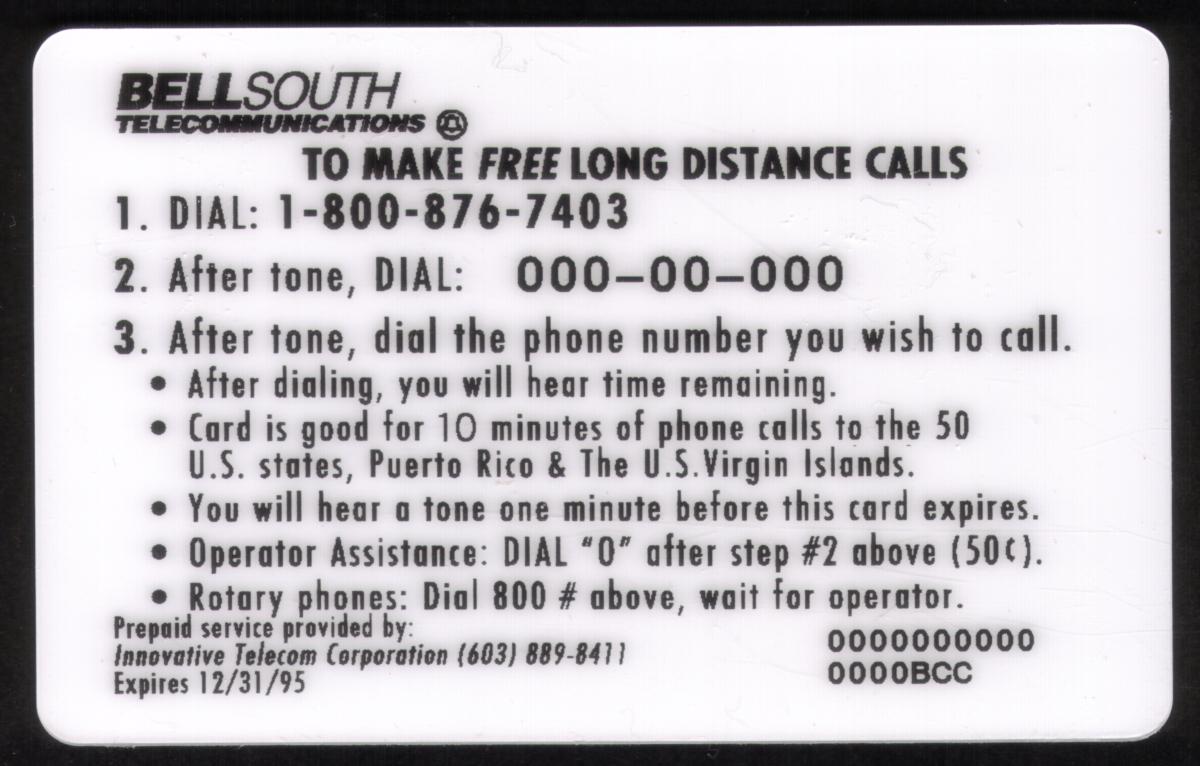 BELLSOUTH
TELECOMMUNICATIONS
TO MAKE FREE LONG DISTANCE CALLS
1. DIAL: 1-800-876-7403
2. After tone, DIAL: 000-00-000
3. After tone, dial the phone number you wish to call.
• After dialing, you will hear time remaining.
• Card is good for 10 minutes of phone calls to the 50
U.S. states, Puerto Rico & The U.S.Virgin Islands.
• You will hear a tone one minute before this card expires.
• Operator Assistance: DIAL "0" after step #2 above (50¢).
• Rotary phones: Dial 800 # above, wait for operator.
Prepaid service provided by:
Innovative Telecom Corporation (603) 889-8411
Expires 12/31/95
0000000000
0000BCC